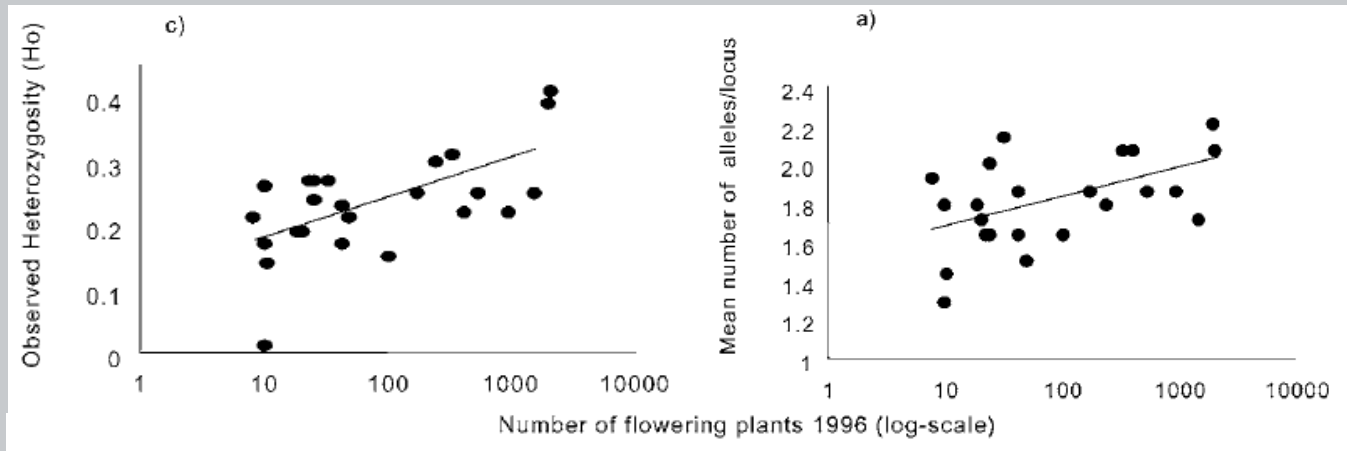 c)
Observed Heterozygosity (Ho)
0.4
0.3
0.2
0.1
0
1 10 100 1000 10000
a)
Mean number of alleles/locus
2.4
2.2
2.0
1.8
1.6
1.4
1.2
1
1 10 100 1000 10000
Number of flowering plants 1996 (log-scale)